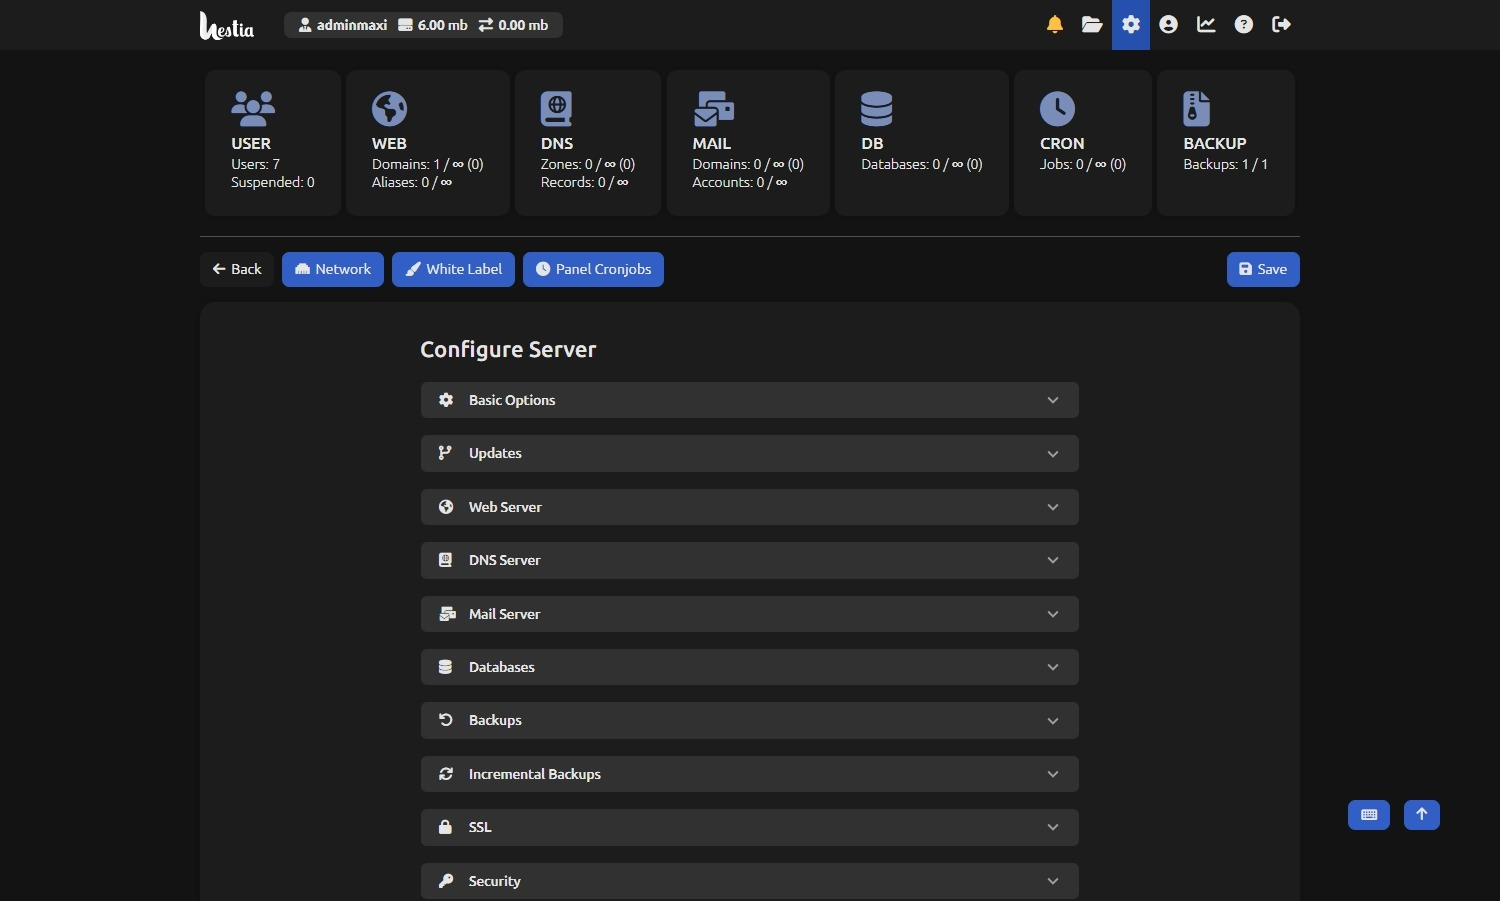 hestia
adminmaxi 6.00 mb 0.00 mb
USER
Users: 7
Suspended: 0
WEB
Domains: 1 / ∞ (0)
Aliases: 0 / ∞
DNS
Zones: 0 / ∞ (0)
Records: 0 / ∞
MAIL
Domains: 0 / ∞ (0)
Accounts: 0 / ∞
DB
Databases: 0 / ∞ (0)
CRON
Jobs: 0 / ∞ (0)
BACKUP
Backups: 1 / 1
Back Network White Label Panel Cronjobs Save
Configure Server
Basic Options
Updates
Web Server
DNS Server
Mail Server
Databases
Backups
Incremental Backups
SSL
Security